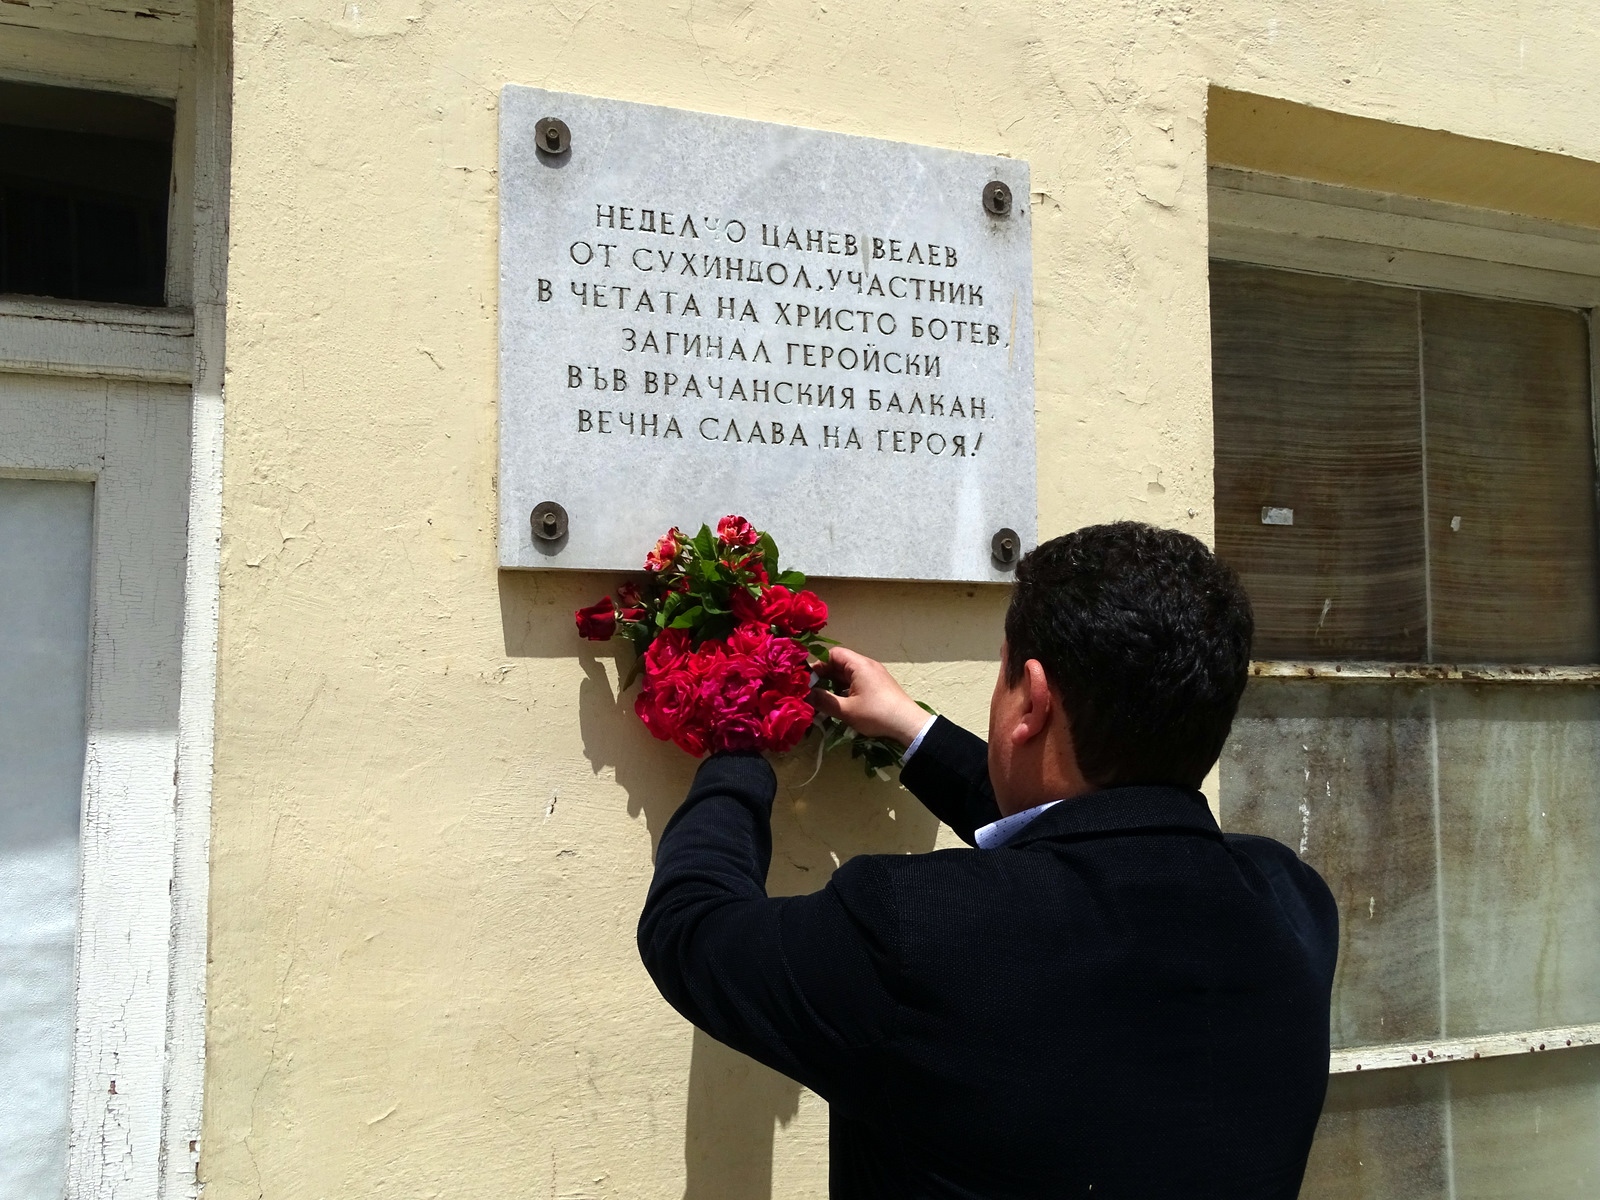 НЕДЕЛЧО ЦАНЕВ ВЕЛЕВ
ОТ СУХИНДОЛ, УЧАСТНИК
В ЧЕТАТА НА ХРИСТО БОТЕВ,
ЗАГИНАЛ ГЕРОЙСКИ
ВЪВ ВРАЧАНСКИЯ БАЛКАН.
ВЕЧНА СЛАВА НА ГЕРОЯ!